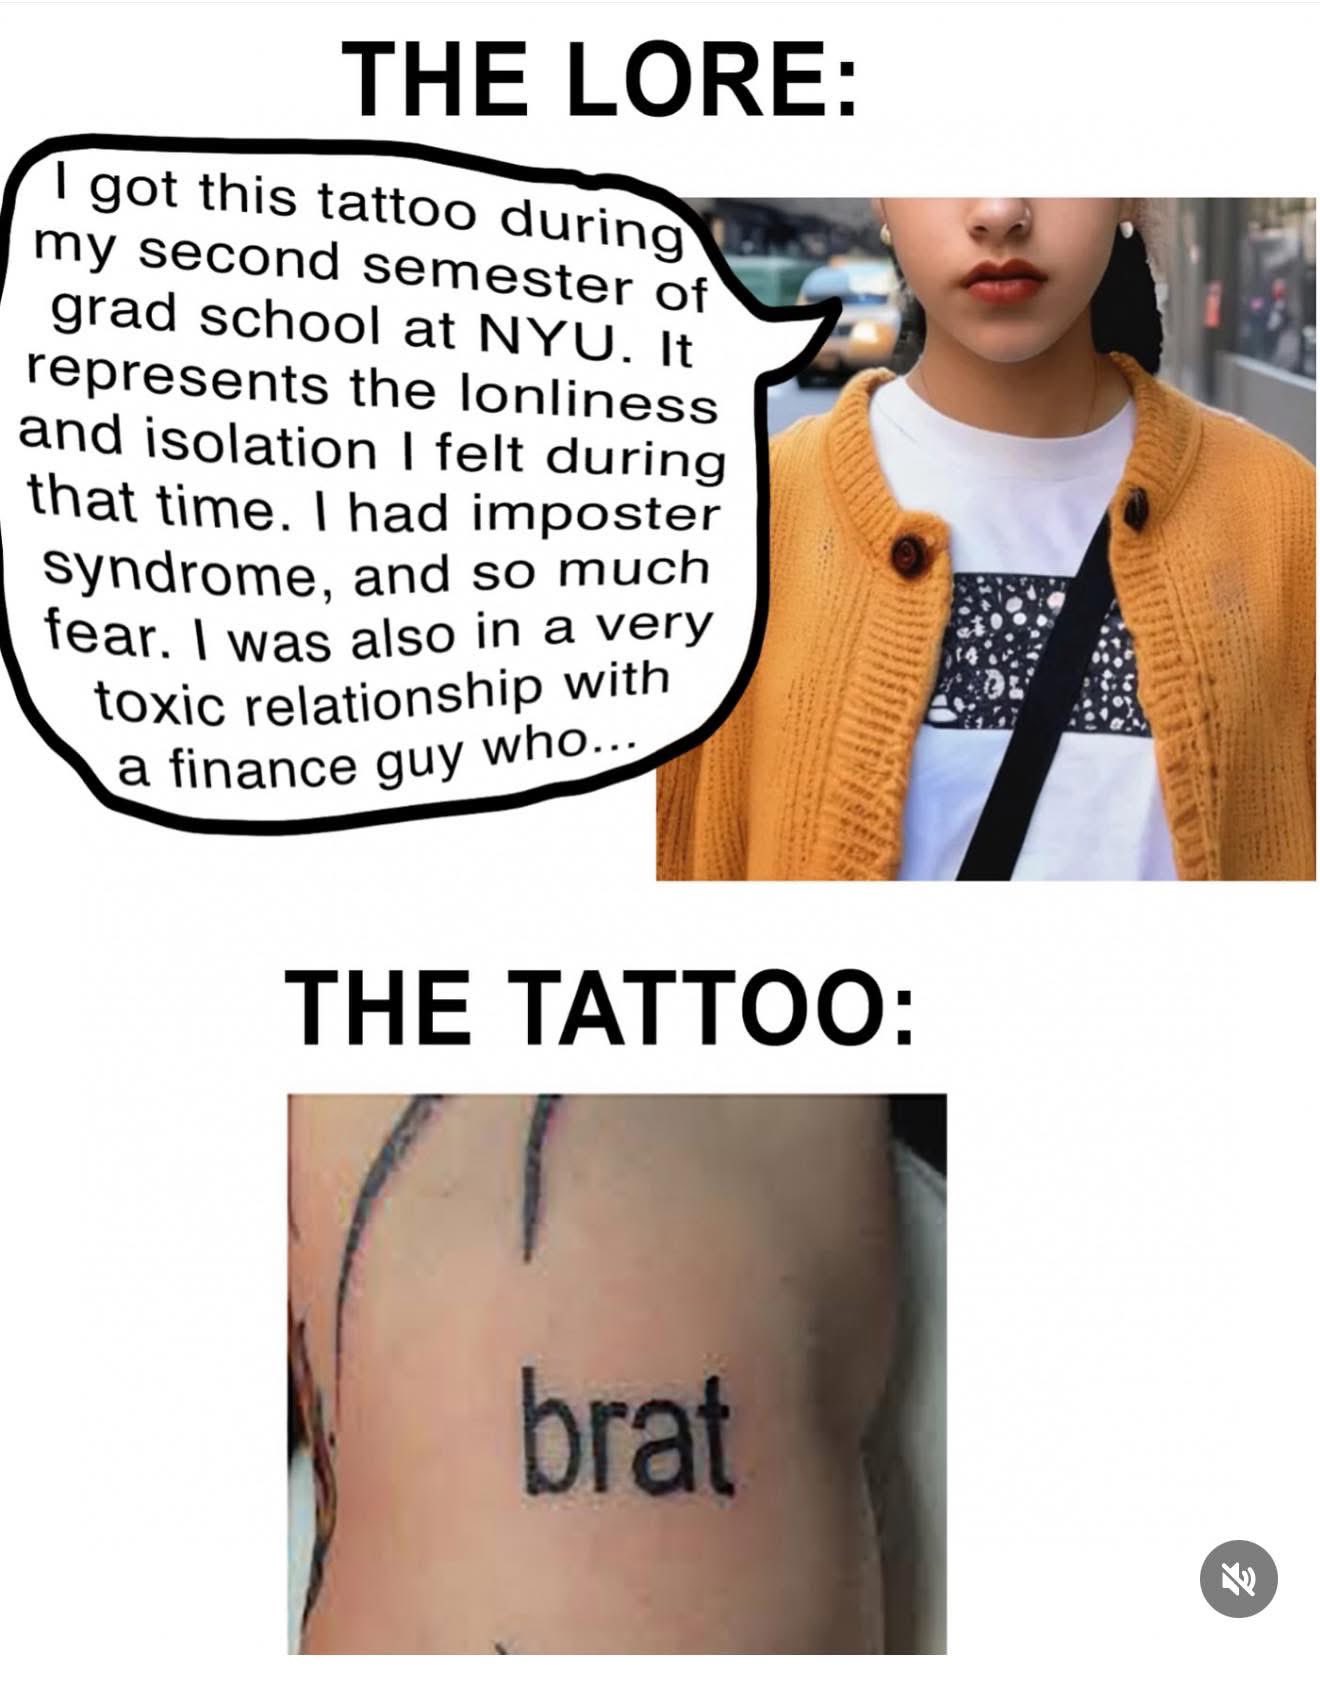 THE LORE:
I got this tattoo during
my second semester of
grad school at NYU. It
represents the lonliness
and isolation I felt during
that time. I had imposter
syndrome, and so much
fear. I was also in a very
toxic relationship with
a finance guy who...
THE TATTOO:
brat